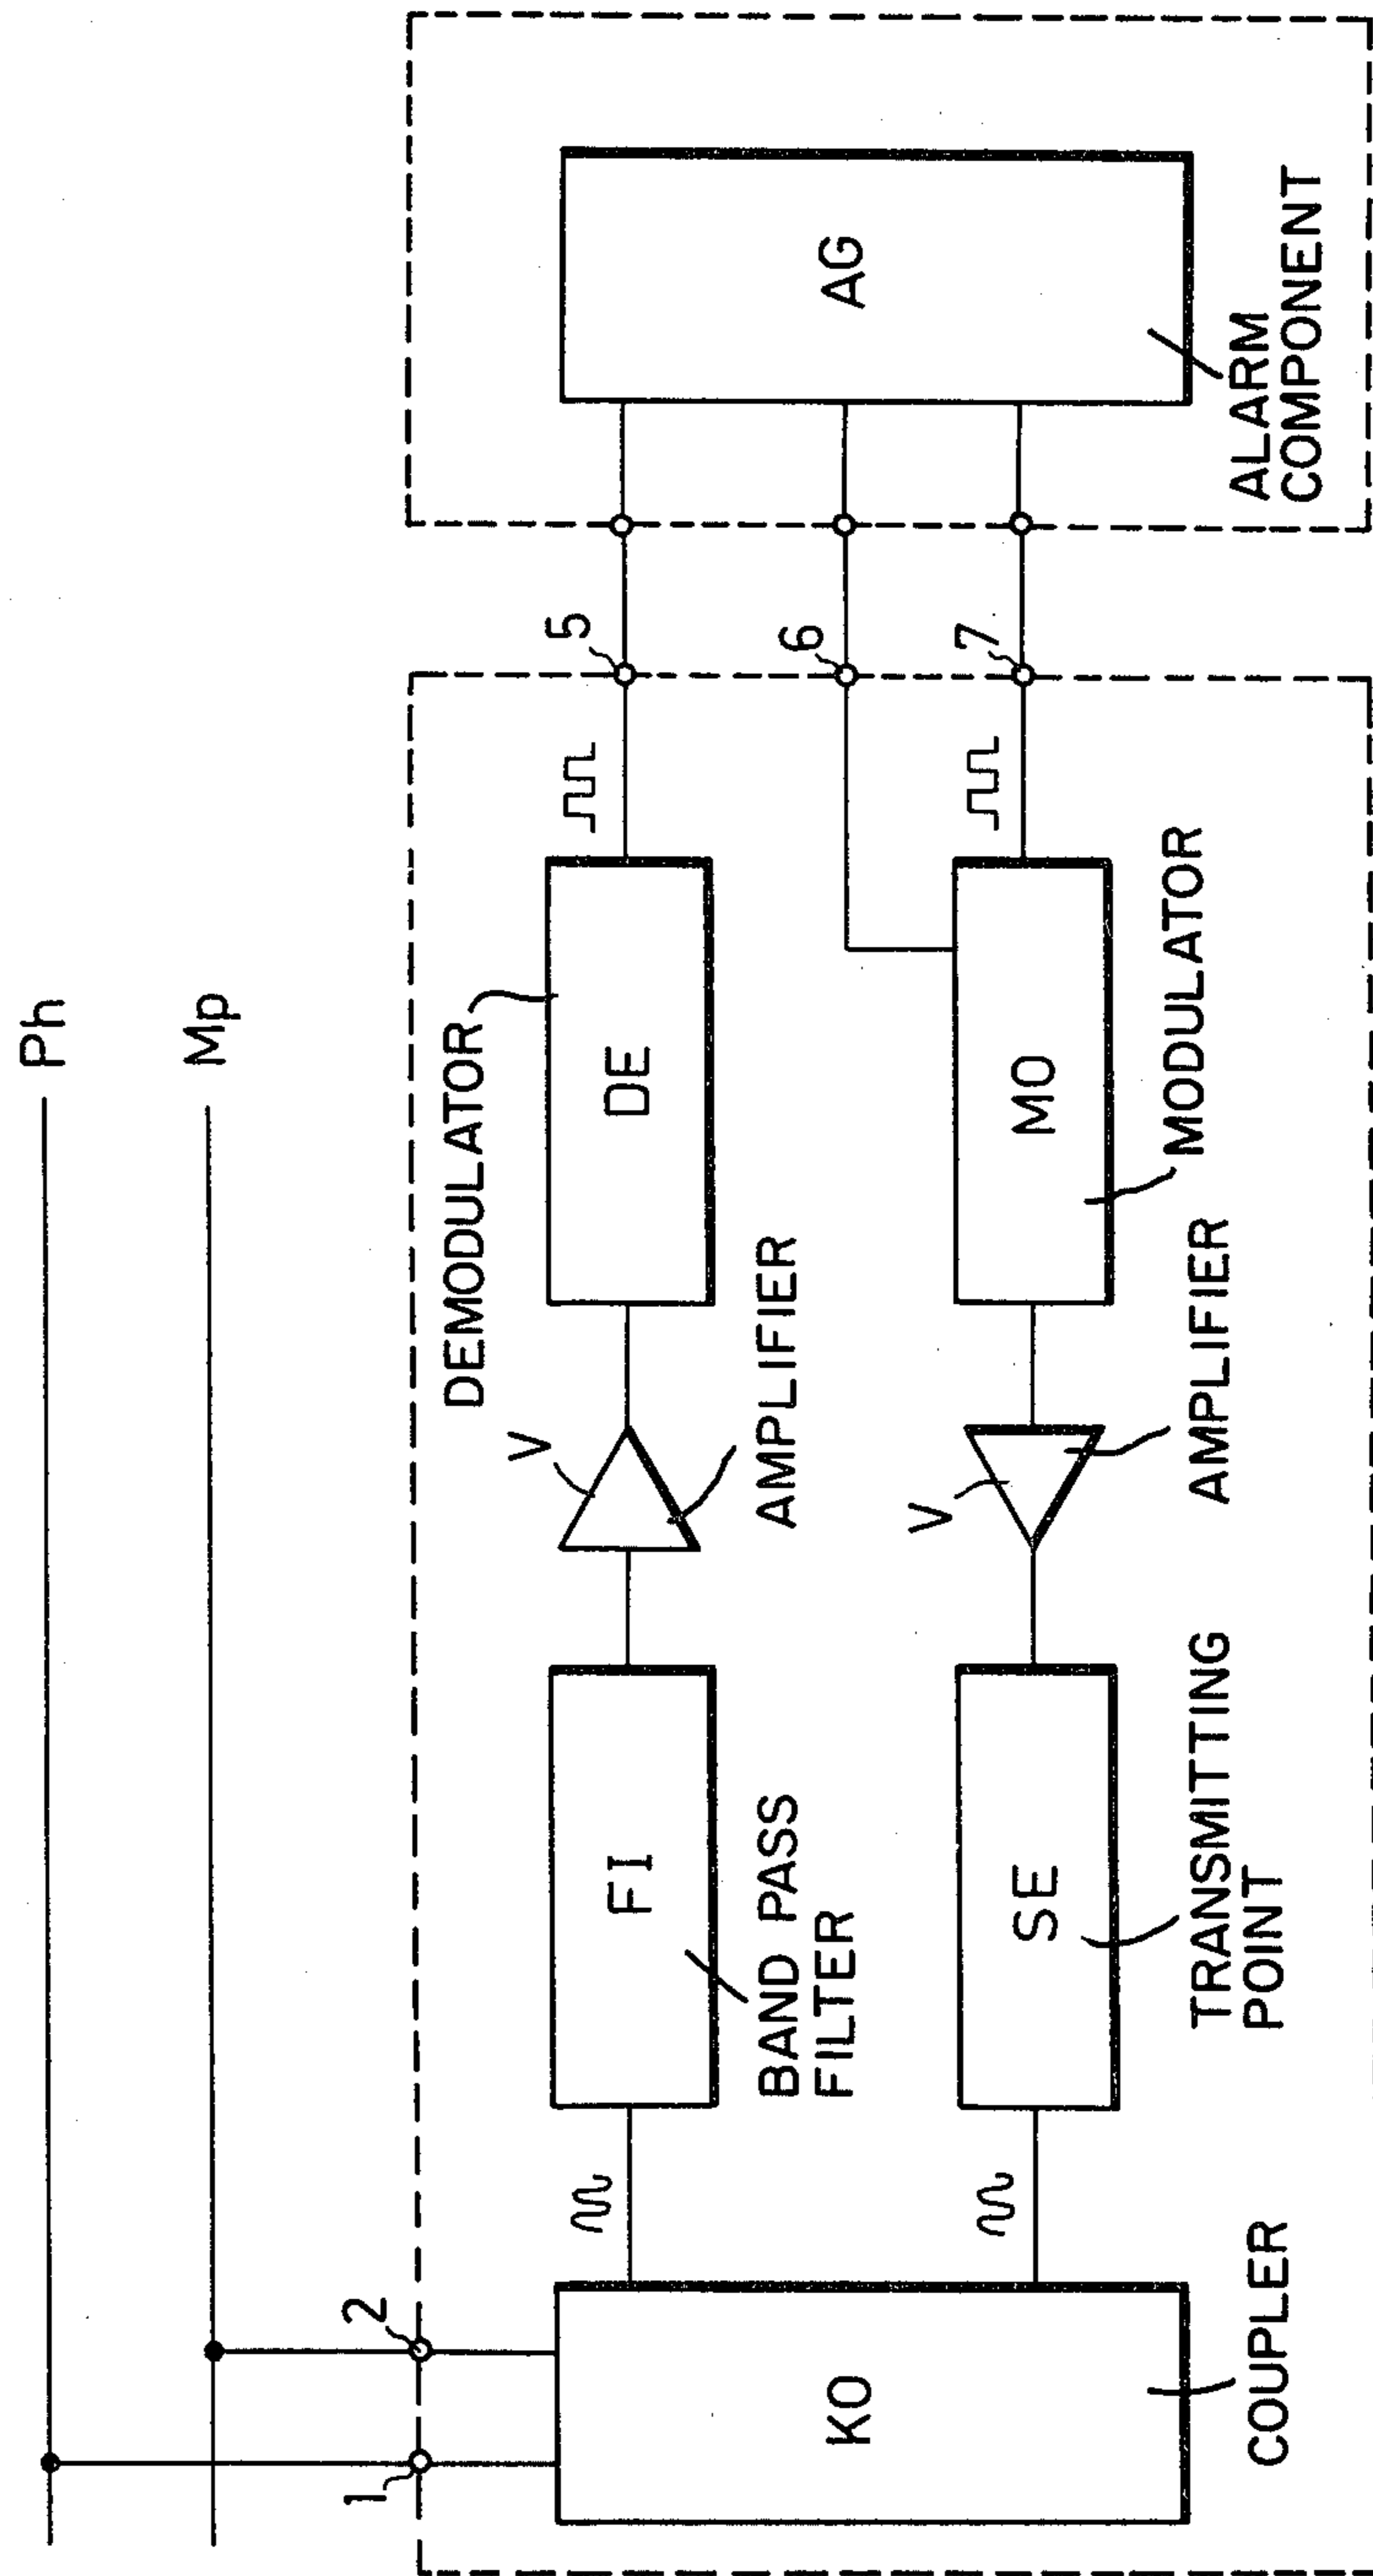 Ph
Mp
1
2
KO
COUPLER
FI
BAND PASS
FILTER
V
AMPLIFIER
DEMODULATOR
DE
5
6
7
SE
TRANSMITTING
POINT
V
AMPLIFIER
MO
MODULATOR
AG
ALARM
COMPONENT